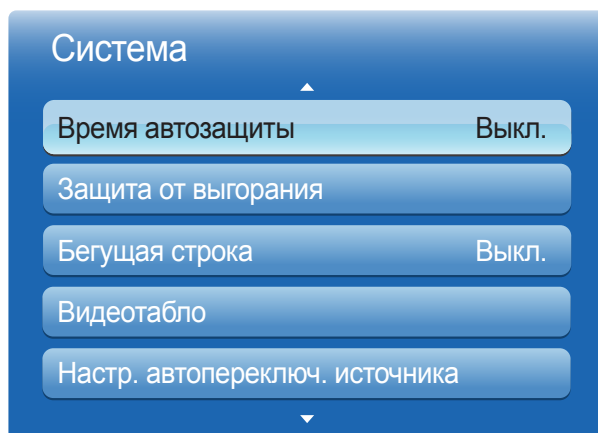 Система
Время автозащиты Выкл.
Защита от выгорания
Бегущая строка Выкл.
Видеотабло
Настр. автопереключ. источника